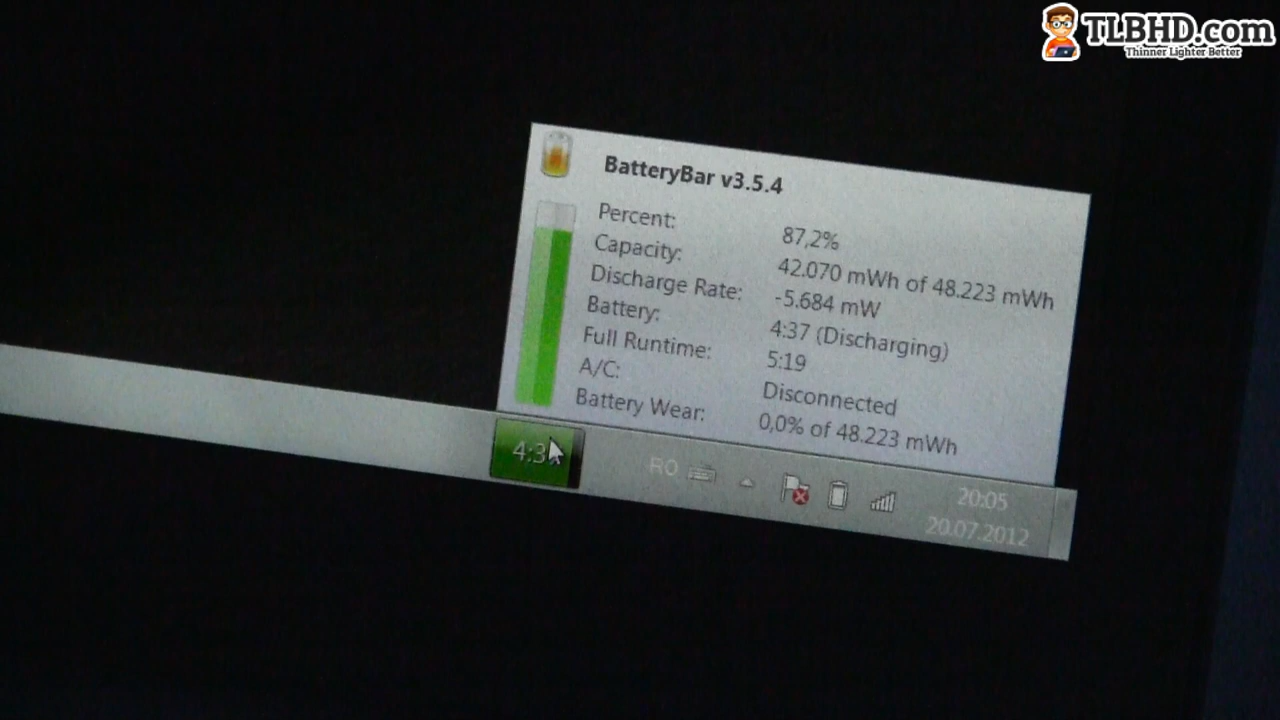 TLBHD.com
Thinner Lighter Better
BatteryBar v3.5.4
Percent: 87,2%
Capacity: 42.070 mWh of 48.223 mWh
Discharge Rate: -5.684 mW
Battery: 4:37 (Discharging)
Full Runtime: 5:19
A/C: Disconnected
Battery Wear: 0,0% of 48.223 mWh
RO
20:05
20.07.2012